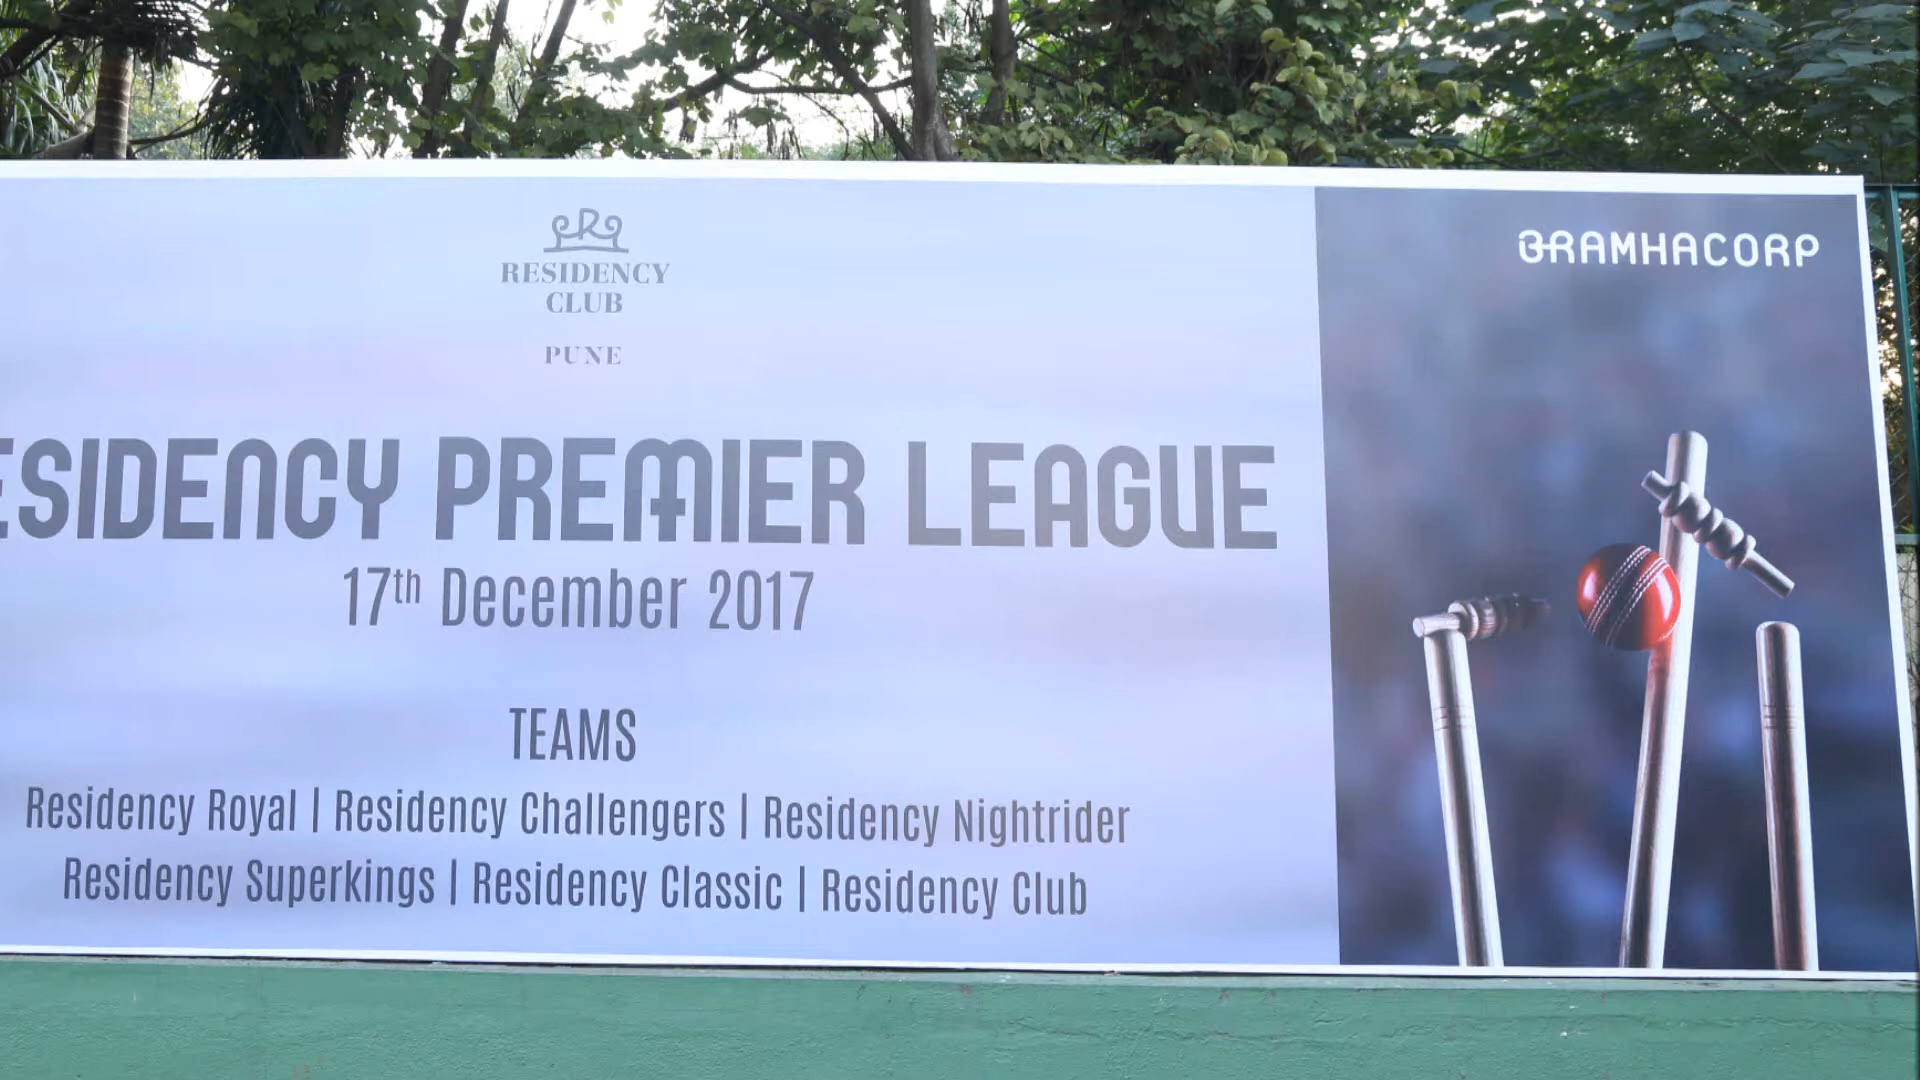 RESIDENCY
CLUB
PUNE
BRAMHACORP
ESIDENCY PREMIER LEAGUE
17th December 2017
TEAMS
Residency Royal | Residency Challengers | Residency Nightrider
Residency Superkings | Residency Classic | Residency Club